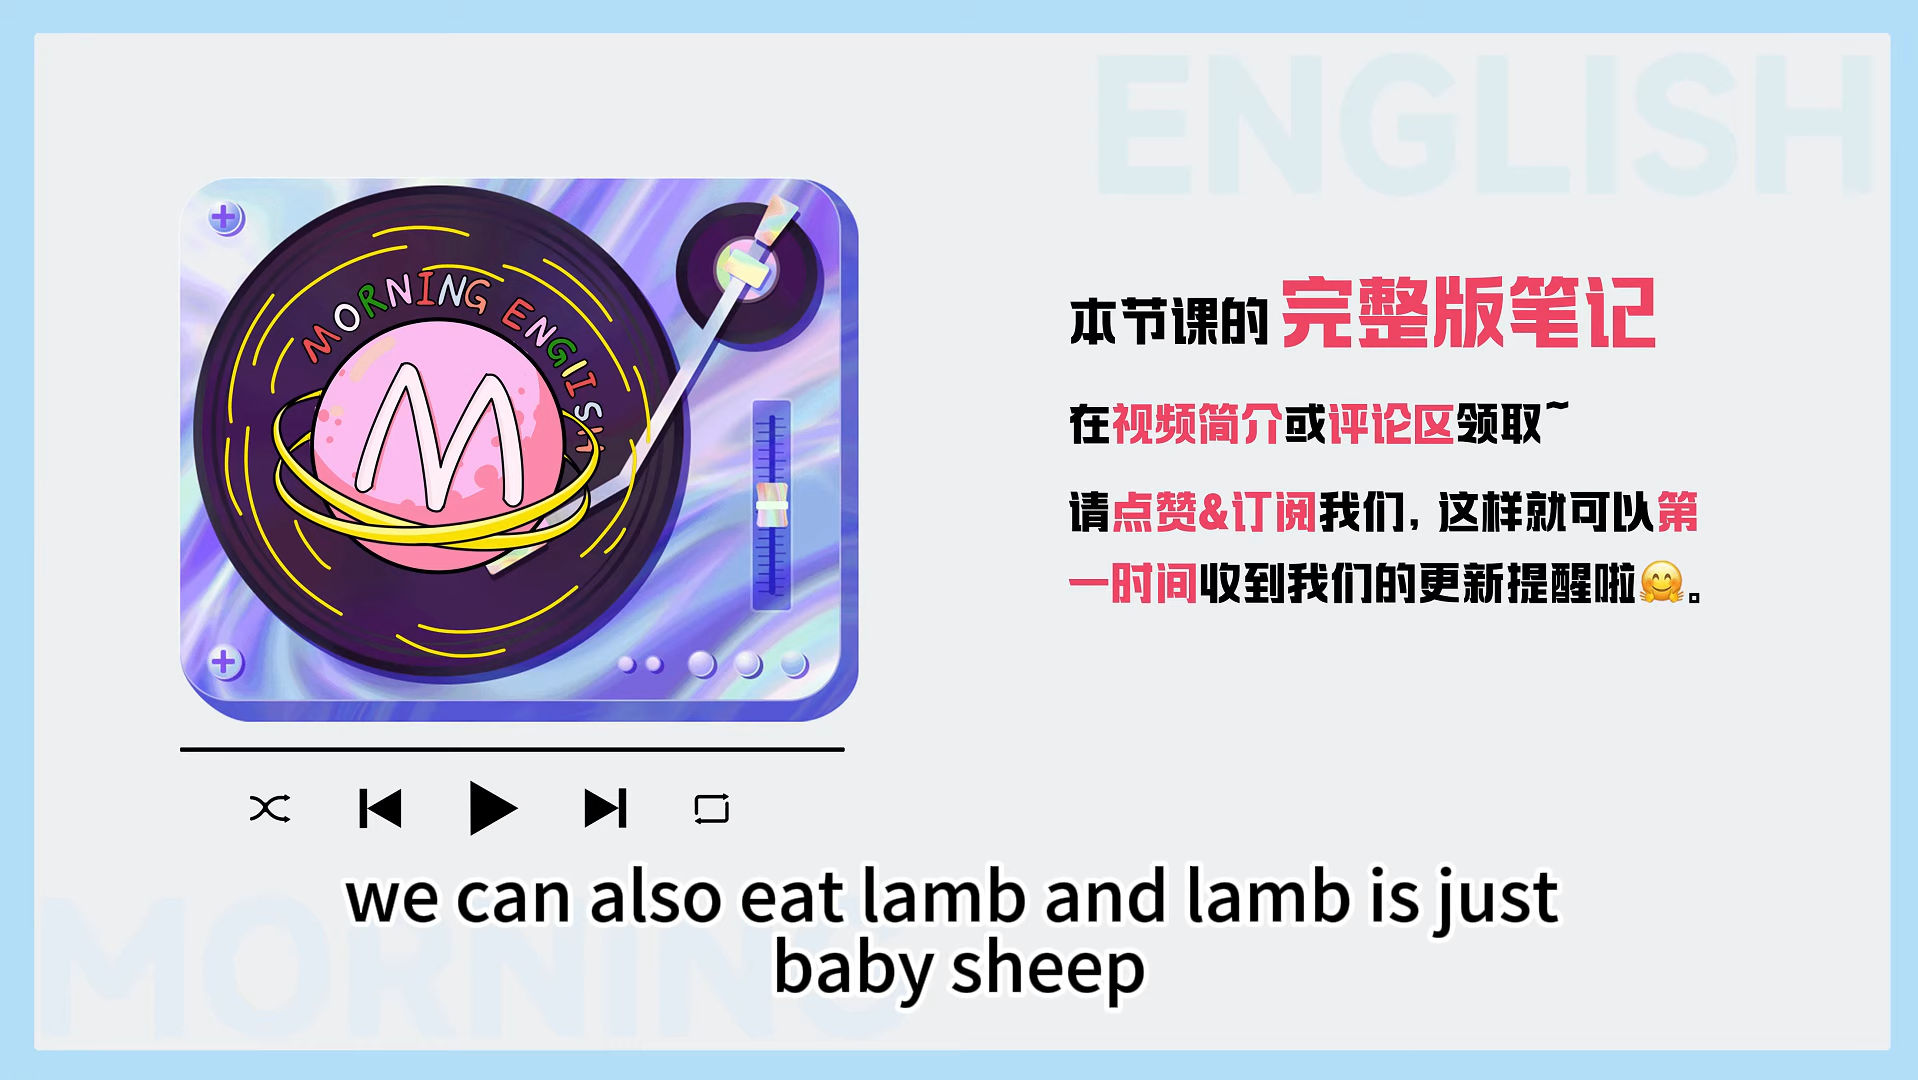 ENGLISH
MORNING ENGLISH
M
本节课的 完整版笔记
在视频简介或评论区领取~
请点赞&订阅我们, 这样就可以第
一时间收到我们的更新提醒啦🤗。
MORNING
we can also eat lamb and lamb is just
baby sheep